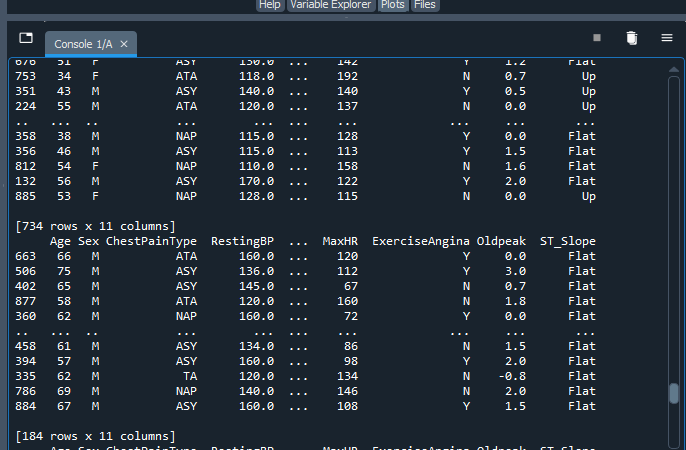 Help Variable Explorer Plots Files
Console 1/A ×
676 51 F ASY 130.0 ... 142 Y 1.2 Flat
753 34 F ATA 118.0 ... 192 N 0.7 Up
351 43 M ASY 140.0 ... 140 Y 0.5 Up
224 55 M ATA 120.0 ... 137 N 0.0 Up
.. ... .. ... ... ... ... ... ... ...
358 38 M NAP 115.0 ... 128 Y 0.0 Flat
356 46 M ASY 115.0 ... 113 Y 1.5 Flat
812 54 F NAP 110.0 ... 158 N 1.6 Flat
132 56 M ASY 170.0 ... 122 Y 2.0 Flat
885 53 F NAP 128.0 ... 115 N 0.0 Up
[734 rows x 11 columns]
Age Sex ChestPainType RestingBP ... MaxHR ExerciseAngina Oldpeak ST_Slope
663 66 M ATA 160.0 ... 120 Y 0.0 Flat
506 75 M ASY 136.0 ... 112 Y 3.0 Flat
402 65 M ASY 145.0 ... 67 N 0.7 Flat
877 58 M ATA 120.0 ... 160 N 1.8 Flat
360 62 M NAP 160.0 ... 72 Y 0.0 Flat
.. ... .. ... ... ... ... ... ... ...
458 61 M ASY 134.0 ... 86 N 1.5 Flat
394 57 M ASY 160.0 ... 98 Y 2.0 Flat
335 62 M TA 120.0 ... 134 N -0.8 Flat
786 69 M NAP 140.0 ... 146 N 2.0 Flat
884 67 M ASY 160.0 ... 108 Y 1.5 Flat
[184 rows x 11 columns]
Age Sex ChestPainType RestingBP ... MaxHR ExerciseAngina Oldpeak ST_Slope